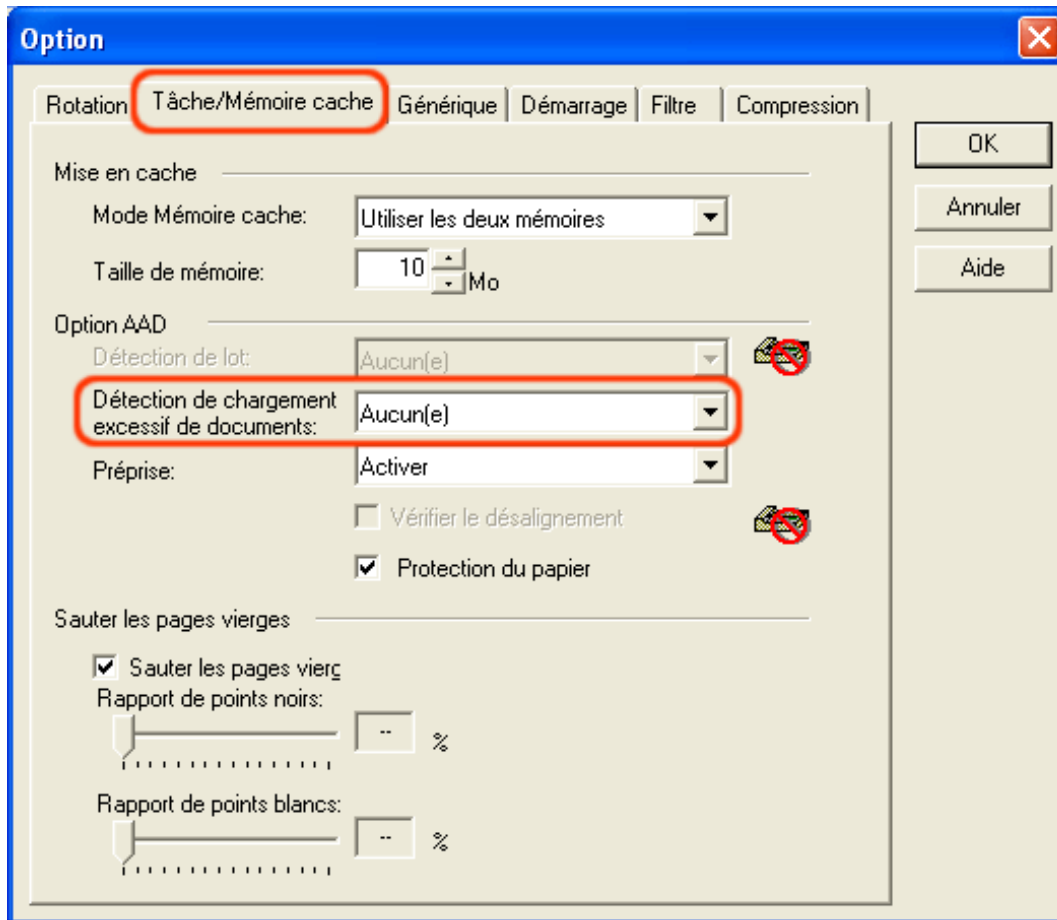 Option
Rotation Tâche/Mémoire cache Générique Démarrage Filtre Compression
OK
Annuler
Aide
Mise en cache
Mode Mémoire cache: Utiliser les deux mémoires
Taille de mémoire: 10 Mo
Option AAD
Détection de lot: Aucun(e)
Détection de chargement
excessif de documents: Aucun(e)
Préprise: Activer
Vérifier le désalignement
Protection du papier
Sauter les pages vierges
Sauter les pages vierg
Rapport de points noirs:
-- %
Rapport de points blancs:
-- %